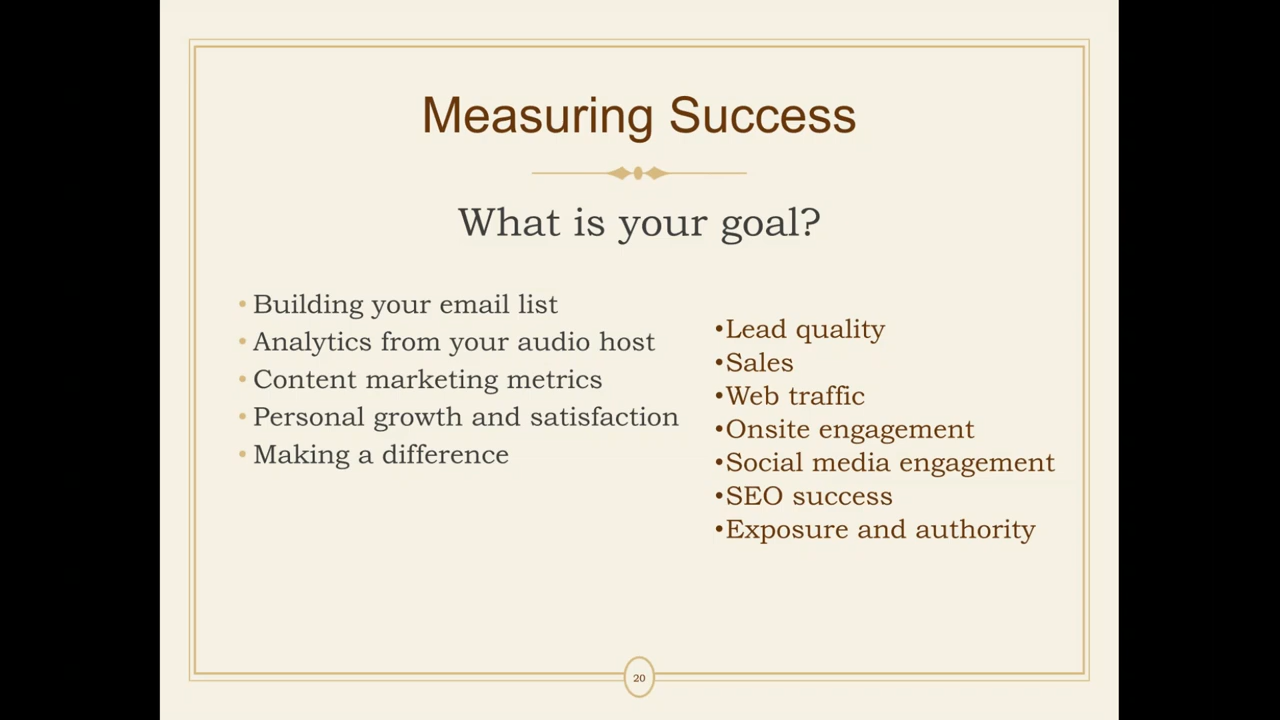 Measuring Success
What is your goal?
• Building your email list
• Analytics from your audio host
• Content marketing metrics
• Personal growth and satisfaction
• Making a difference
•Lead quality
•Sales
•Web traffic
•Onsite engagement
•Social media engagement
•SEO success
•Exposure and authority
20